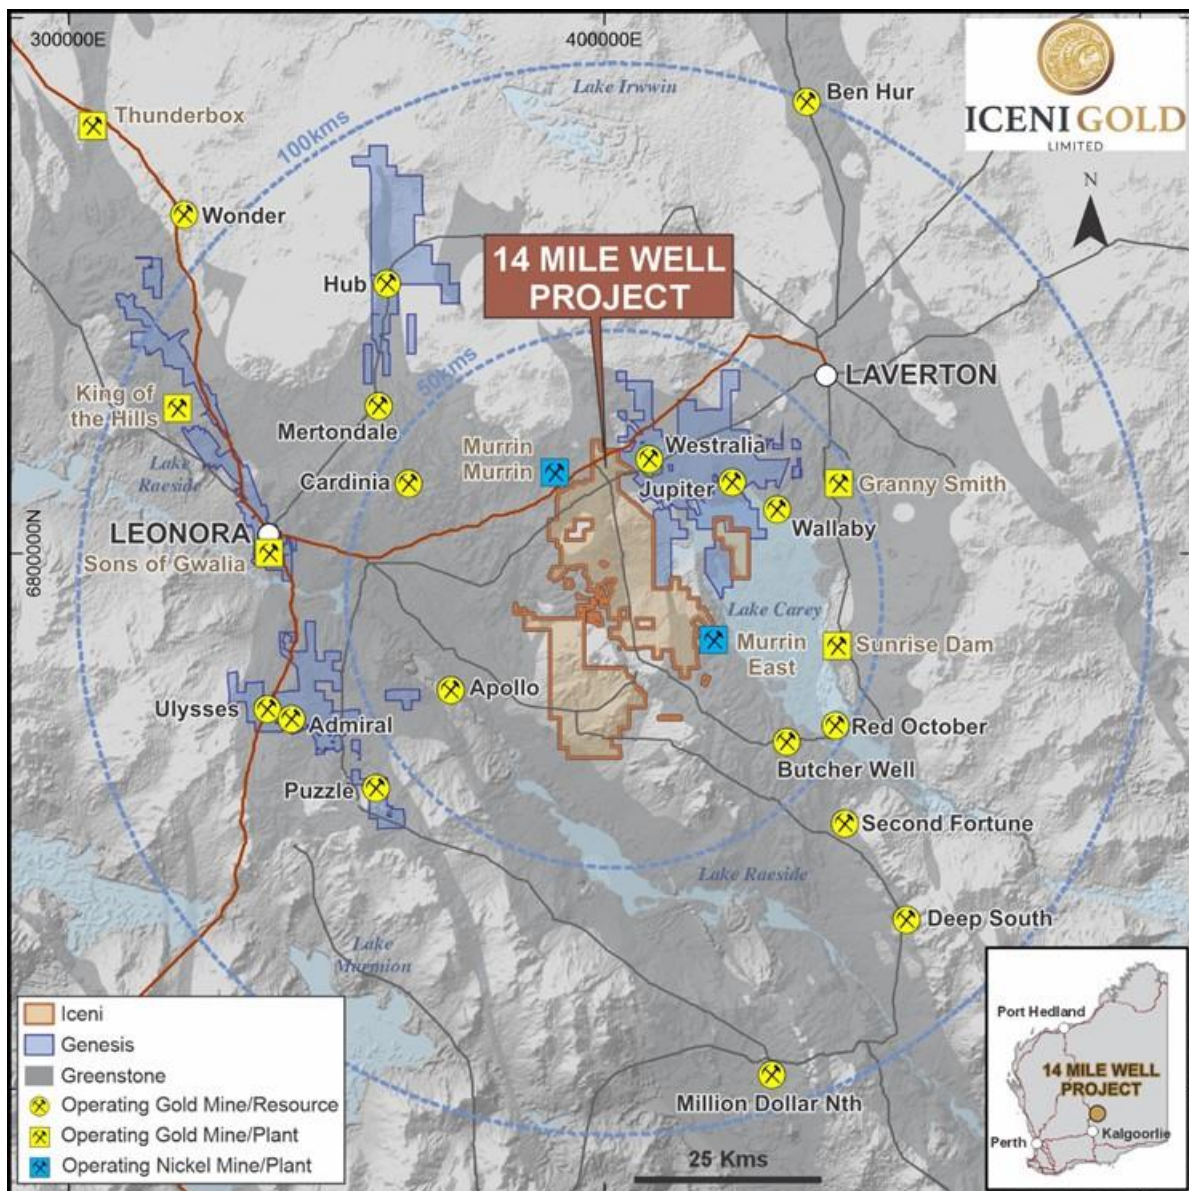 300000E
400000E
ICENI GOLD
LIMITED
N
Lake Irwwin
Ben Hur
Thunderbox
100kms
Wonder
14 MILE WELL
PROJECT
Hub
50kms
LAVERTON
King of
the Hills
Mertondale
Lake
Raeside
Cardinia
Murrin
Murrin
Westralia
Jupiter
Granny Smith
Wallaby
6800000N
LEONORA
Sons of Gwalia
Lake Carey
Murrin
East
Sunrise Dam
Apollo
Ulysses
Admiral
Red October
Butcher Well
Puzzle
Second Fortune
Lake Raeside
Deep South
Lake
Marmion
Million Dollar Nth
25 Kms
Iceni
Genesis
Greenstone
Operating Gold Mine/Resource
Operating Gold Mine/Plant
Operating Nickel Mine/Plant
Port Hedland
14 MILE WELL
PROJECT
Kalgoorlie
Perth